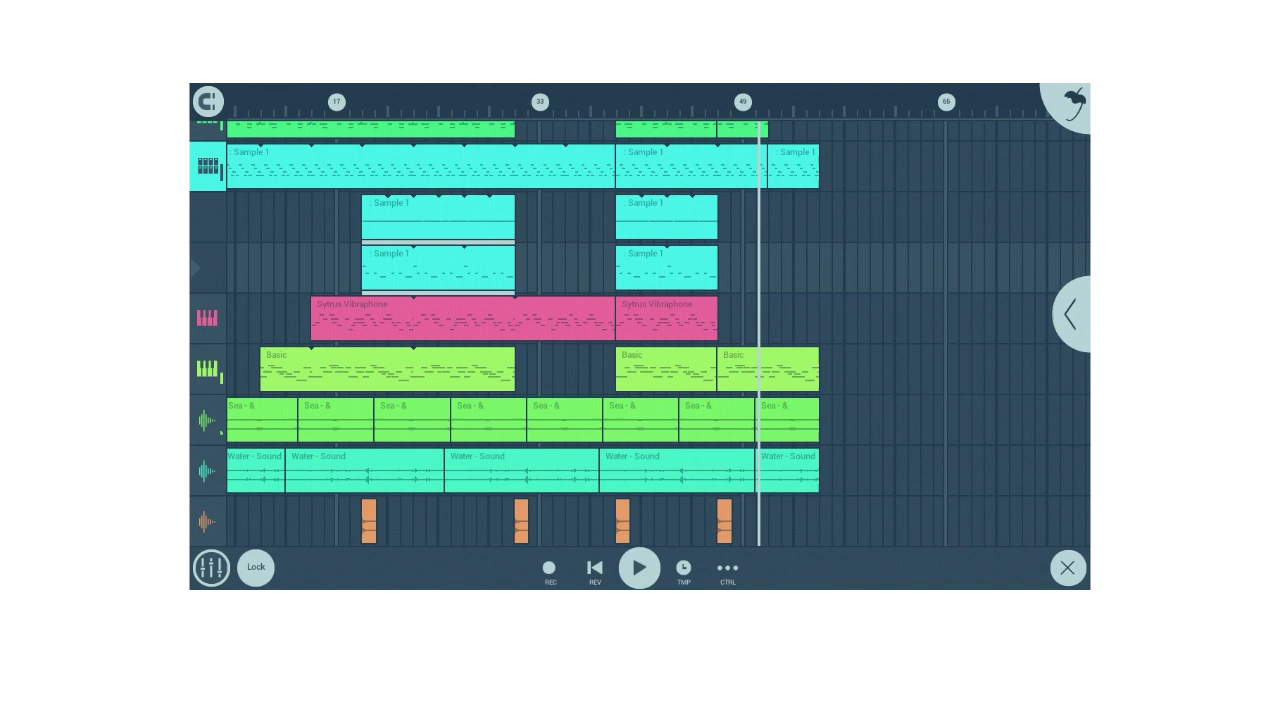 17 33 49 65
: Sample 1 : Sample 1 : Sample 1
: Sample 1 : Sample 1
: Sample 1 : Sample 1
Sytrus Vibraphone Sytrus Vibraphone
Basic Basic Basic
Sea - & Sea - & Sea - & Sea - & Sea - & Sea - & Sea - & Sea - &
Water - Sound Water - Sound Water - Sound Water - Sound Water - Sound
Lock
REC REV TMP CTRL